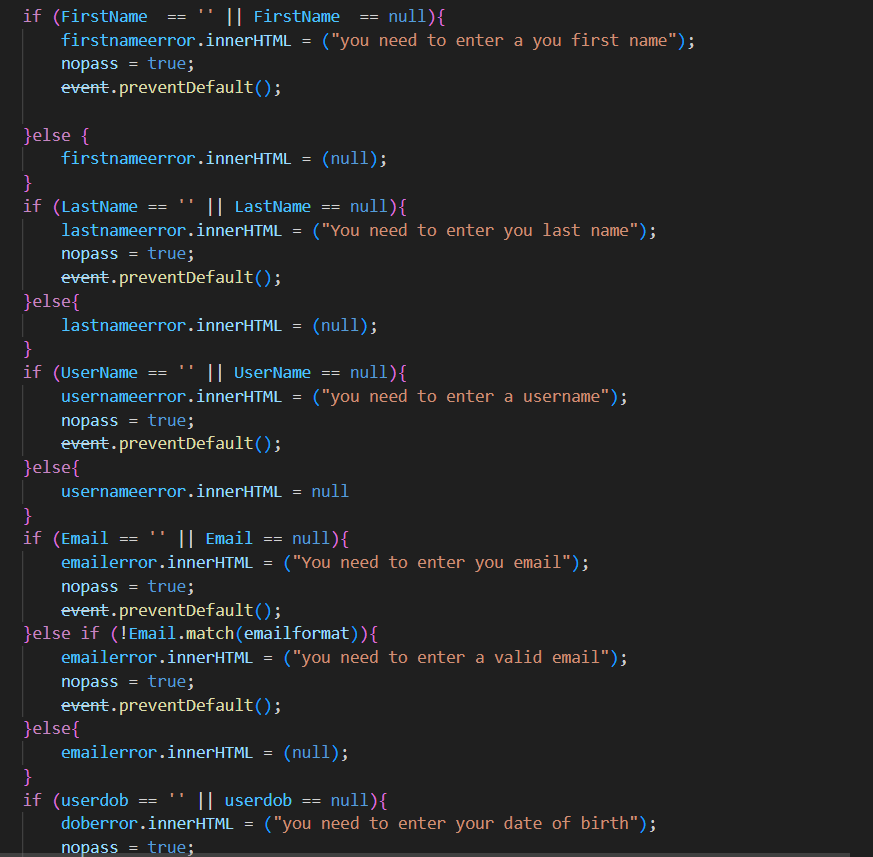 if (FirstName  == '' || FirstName  == null){
    firstnameerror.innerHTML = ("you need to enter a you first name");
    nopass = true;
    event.preventDefault();

}else {
    firstnameerror.innerHTML = (null);
}
if (LastName == '' || LastName == null){
    lastnameerror.innerHTML = ("You need to enter you last name");
    nopass = true;
    event.preventDefault();
}else{
    lastnameerror.innerHTML = (null);
}
if (UserName == '' || UserName == null){
    usernameerror.innerHTML = ("you need to enter a username");
    nopass = true;
    event.preventDefault();
}else{
    usernameerror.innerHTML = null
}
if (Email == '' || Email == null){
    emailerror.innerHTML = ("You need to enter you email");
    nopass = true;
    event.preventDefault();
}else if (!Email.match(emailformat)){
    emailerror.innerHTML = ("you need to enter a valid email");
    nopass = true;
    event.preventDefault();
}else{
    emailerror.innerHTML = (null);
}
if (userdob == '' || userdob == null){
    doberror.innerHTML = ("you need to enter your date of birth");
    nopass = true;